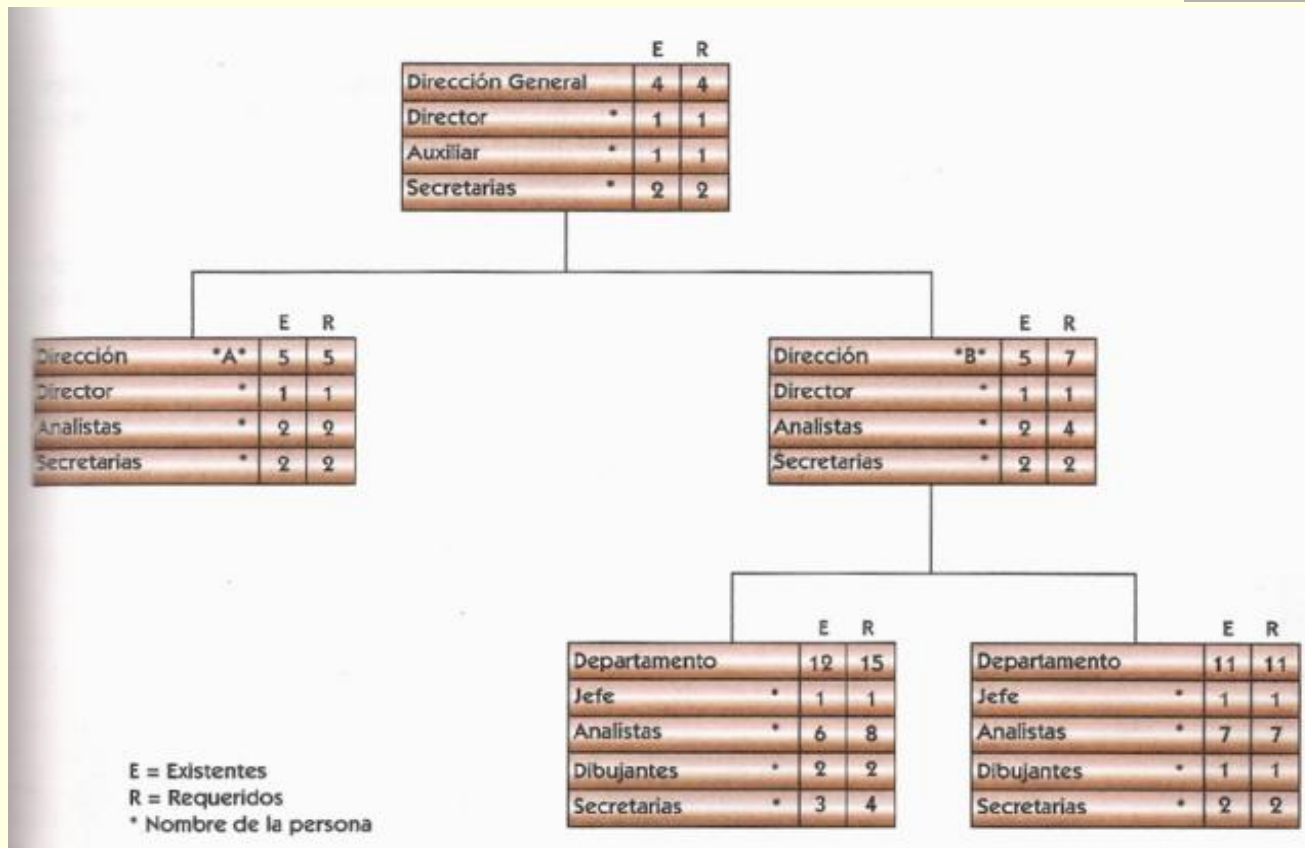 E R
Dirección General 4 4
Director * 1 1
Auxiliar * 1 1
Secretarias * 2 2
E R
Dirección "A" 5 5
Director * 1 1
Analistas * 2 2
Secretarias * 2 2
E R
Dirección "B" 5 7
Director * 1 1
Analistas * 2 4
Secretarias * 2 2
E R
Departamento 12 15
Jefe * 1 1
Analistas * 6 8
Dibujantes * 2 2
Secretarias * 3 4
E R
Departamento 11 11
Jefe * 1 1
Analistas * 7 7
Dibujantes * 1 1
Secretarias * 2 2
E = Existentes
R = Requeridos
* Nombre de la persona